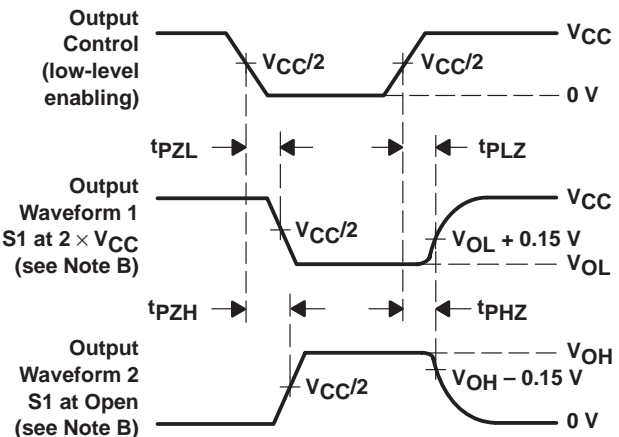 Output
Control
(low-level
enabling)
VCC
VCC/2
VCC/2
0 V
tPZL
tPLZ
Output
Waveform 1
S1 at 2 × VCC
(see Note B)
VCC
VCC/2
VOL + 0.15 V
VOL
tPZH
tPHZ
Output
Waveform 2
S1 at Open
(see Note B)
VOH
VCC/2
VOH – 0.15 V
0 V